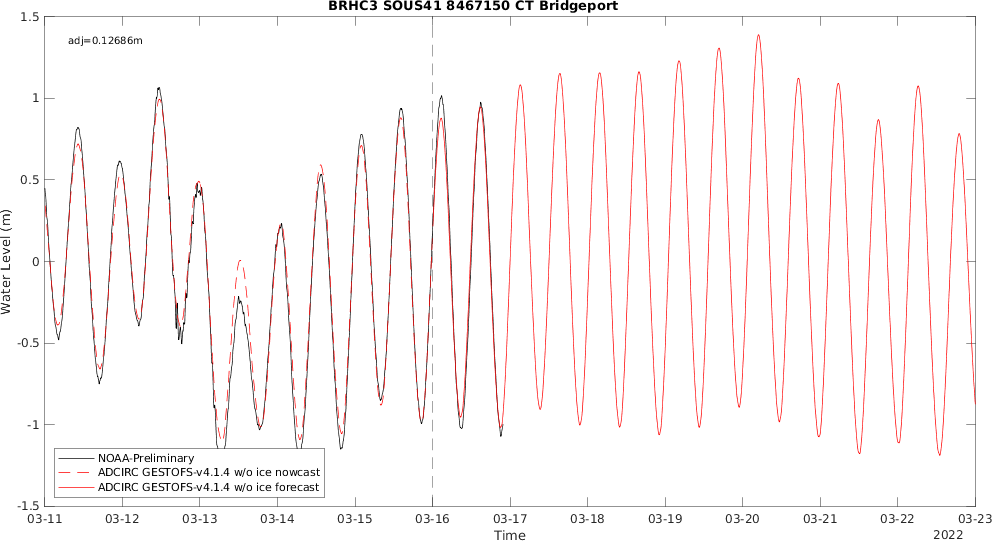 BRHC3 SOUS41 8467150 CT Bridgeport
adj=0.12686m
1.5
1
0.5
0
-0.5
-1
-1.5
Water Level (m)
NOAA-Preliminary
ADCIRC GESTOFS-v4.1.4 w/o ice nowcast
ADCIRC GESTOFS-v4.1.4 w/o ice forecast
03-11 03-12 03-13 03-14 03-15 03-16 03-17 03-18 03-19 03-20 03-21 03-22 03-23
Time
2022